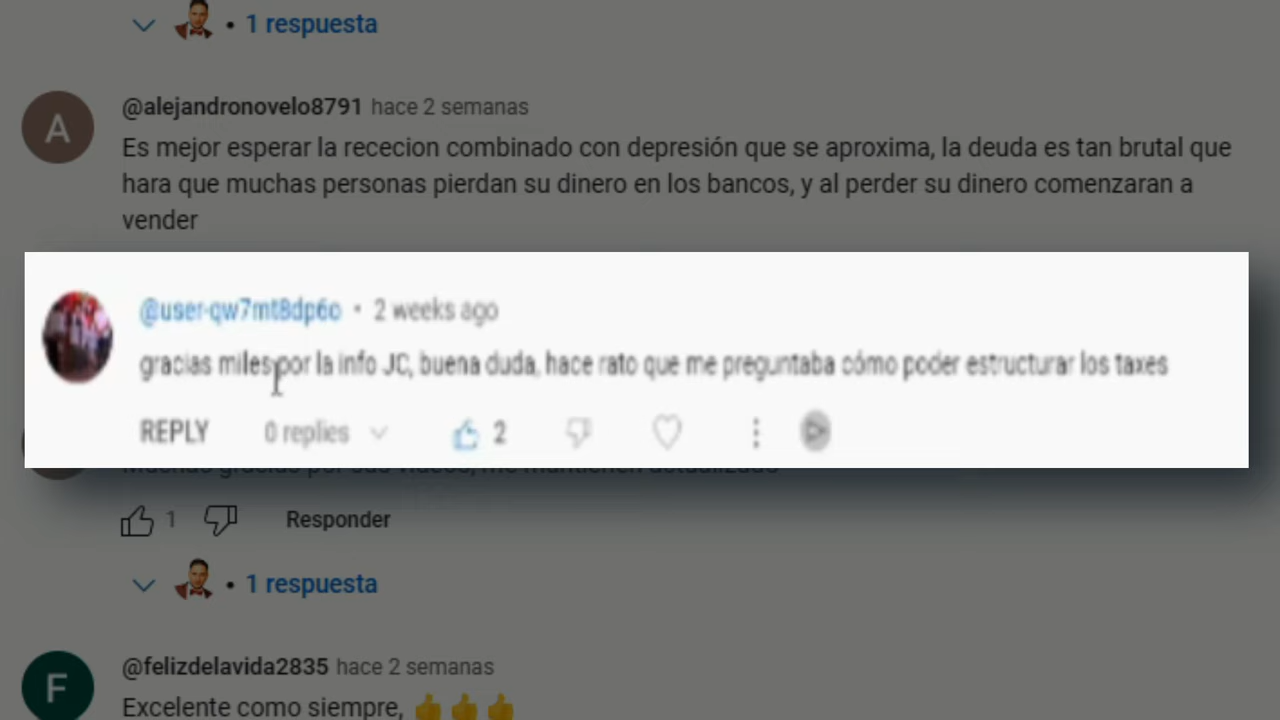 1 respuesta
A
@alejandronovelo8791 hace 2 semanas
Es mejor esperar la rececion combinado con depresión que se aproxima, la deuda es tan brutal que
hara que muchas personas pierdan su dinero en los bancos, y al perder su dinero comenzaran a
vender
@user-qw7mt8dp6o • 2 weeks ago
gracias miles por la info JC, buena duda, hace rato que me preguntaba cómo poder estructurar los taxes
REPLY 0 replies 2
1 Responder
1 respuesta
F
@felizdelavida2835 hace 2 semanas
Excelente como siempre, 👍👍👍